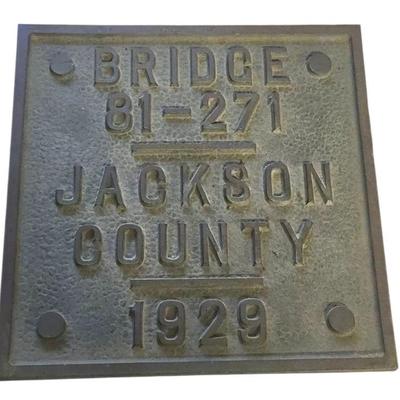 BRIDGE
81-271
JACKSON
COUNTY
1929